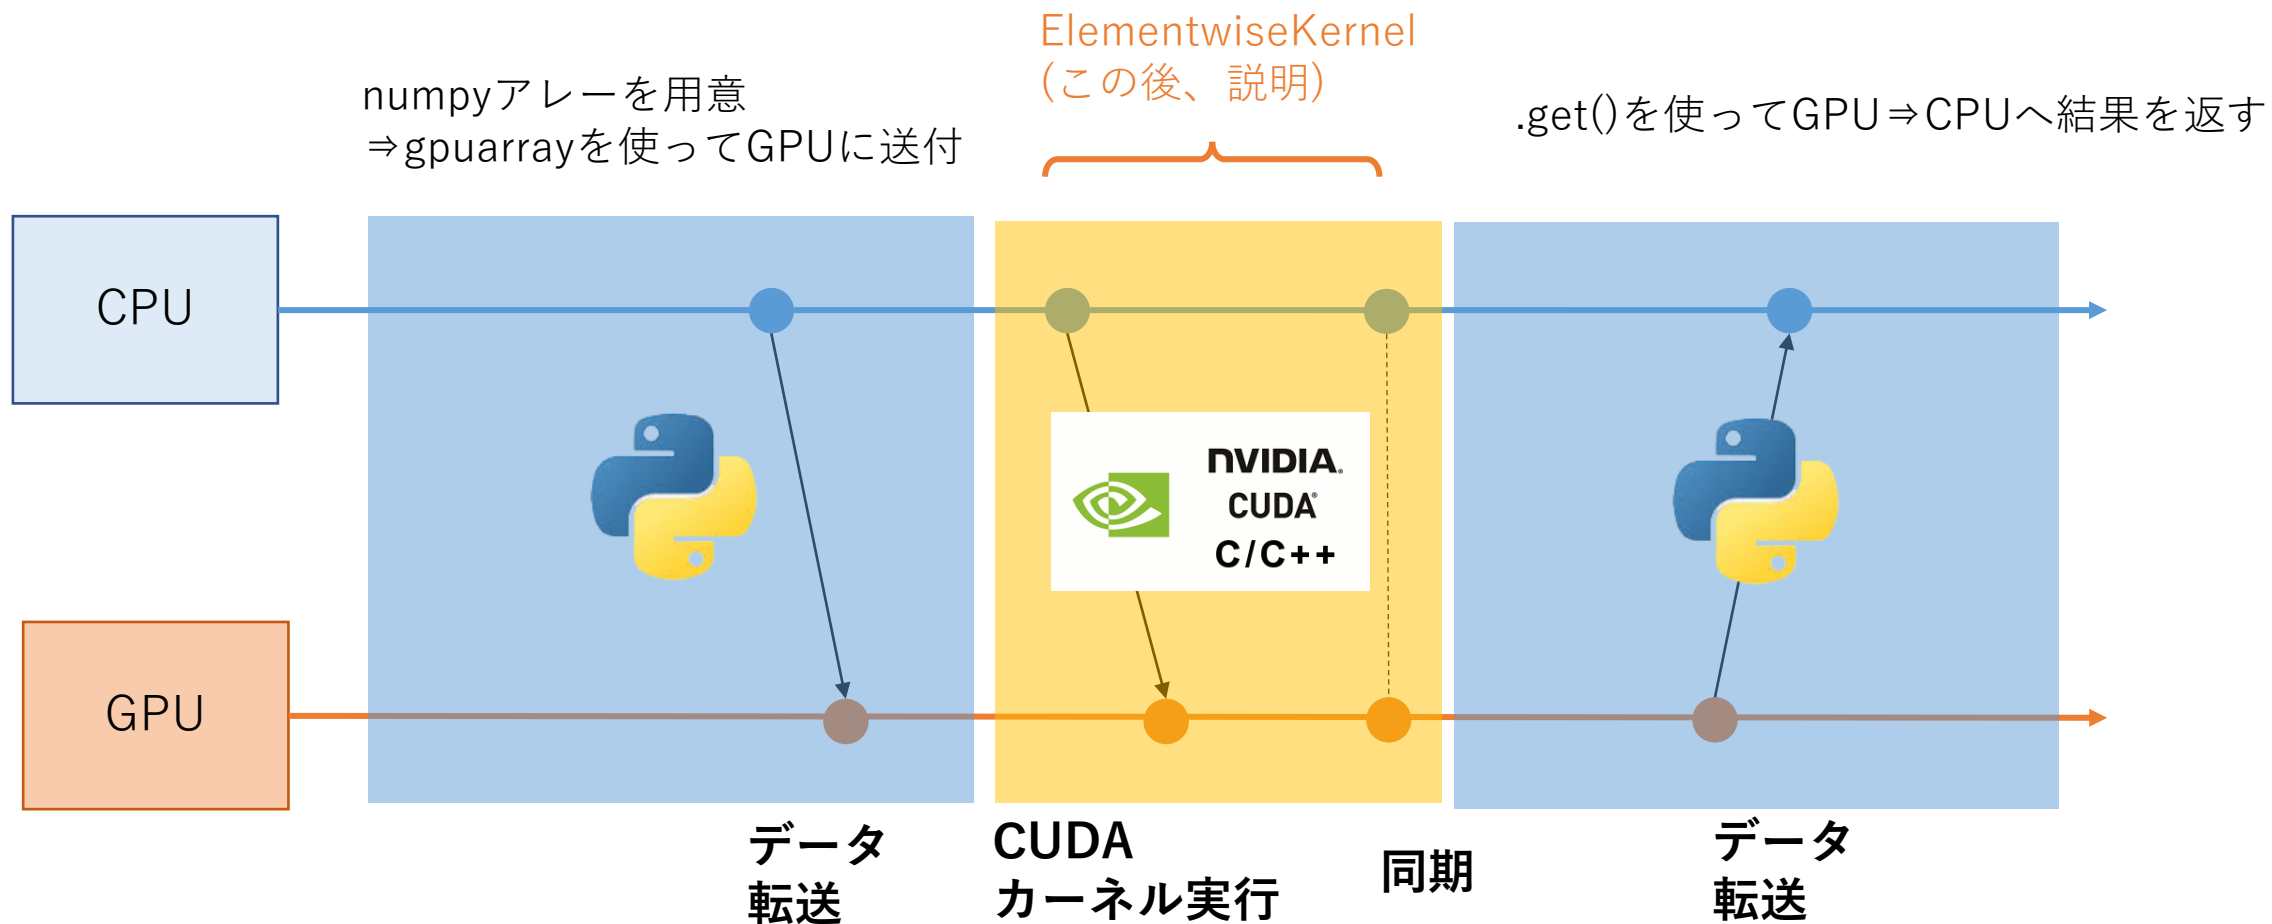 ElementwiseKernel
(この後、説明)
numpyアレーを用意
⇒gpuarrayを使ってGPUに送付
.get()を使ってGPU⇒CPUへ結果を返す
CPU
NVIDIA.
CUDA®
C/C++
GPU
データ
転送
CUDA
カーネル実行
同期
データ
転送